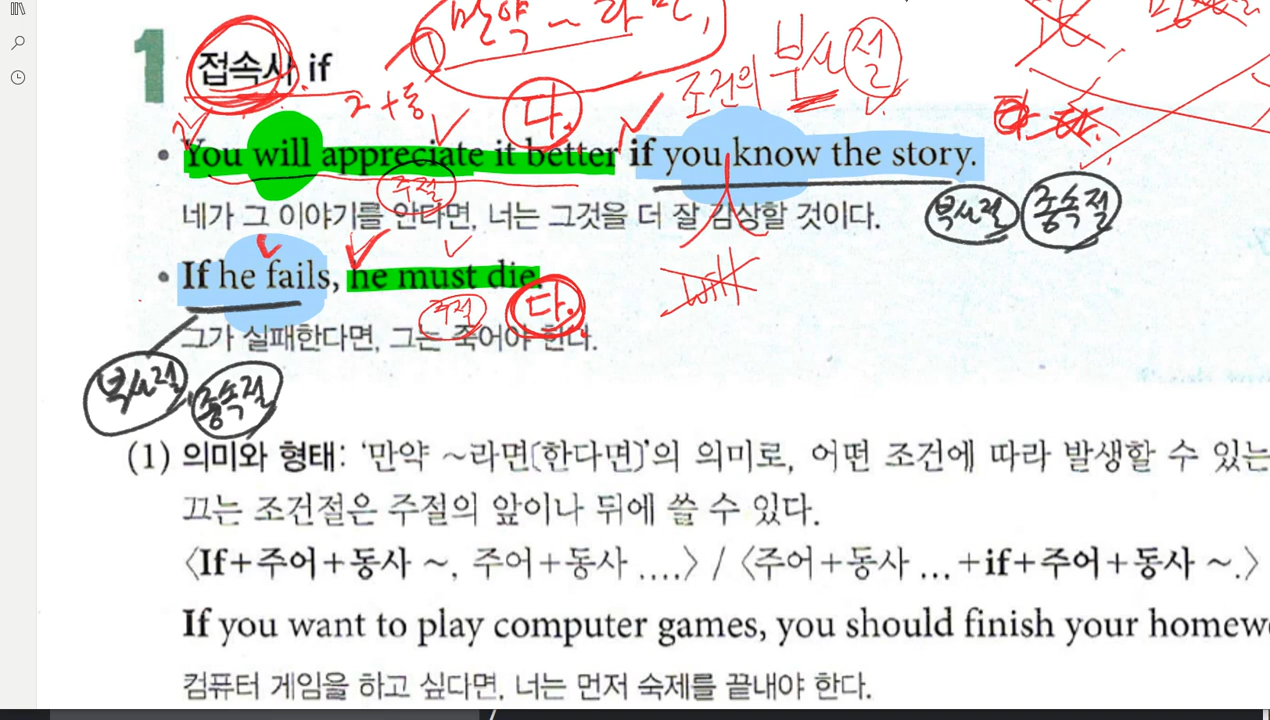 ① 만약 ~ 라면,
1 접속사 if
조건의 부사절
주+동
다.
You will appreciate it better if you know the story.
주절
네가 그 이야기를 안다면, 너는 그것을 더 잘 감상할 것이다.
부사절 종속절
If he fails, he must die.
will
주절 다.
그가 실패한다면, 그는 죽어야 한다.
부사절, 종속절
(1) 의미와 형태: ‘만약 ~라면(한다면)’의 의미로, 어떤 조건에 따라 발생할 수 있는
끄는 조건절은 주절의 앞이나 뒤에 쓸 수 있다.
〈If+주어+동사 ~, 주어+동사 ....〉 / 〈주어+동사 ... +if+주어+동사 ~.〉
If you want to play computer games, you should finish your homew
컴퓨터 게임을 하고 싶다면, 너는 먼저 숙제를 끝내야 한다.